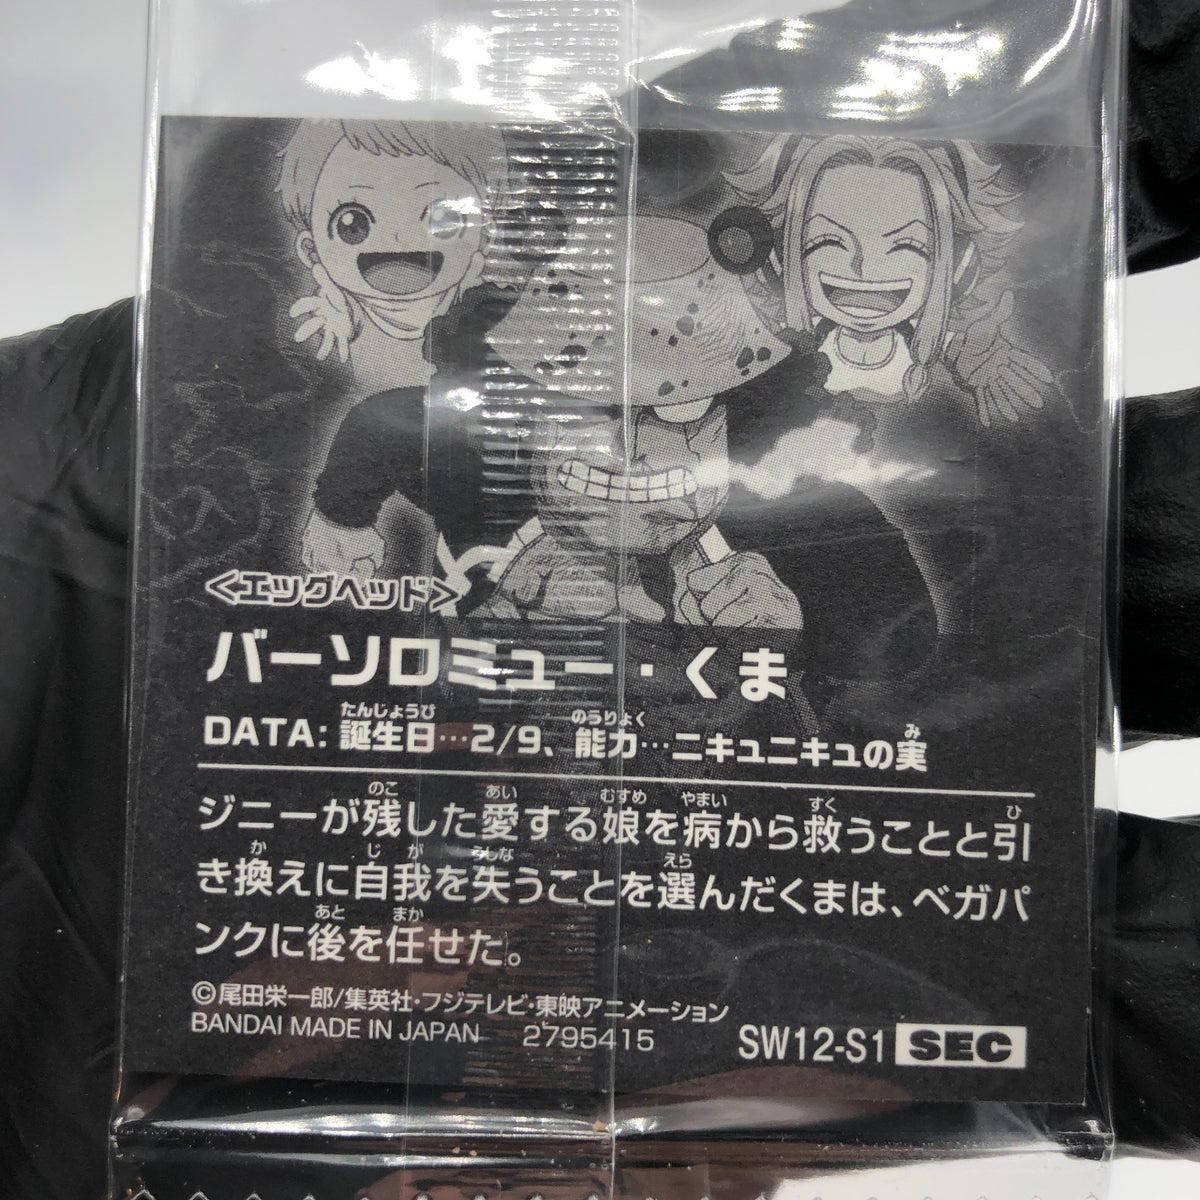 <エッグヘッド>
バーソロミュー・くま
たんじょうび のうりょく み
DATA: 誕生日…2/9、能力…ニキュニキュの実
のこ あい むすめ やまい すく ひ
ジニーが残した愛する娘を病から救うことと引
か じ が うしな えら
き換えに自我を失うことを選んだくまは、ベガパ
あと まか
ンクに後を任せた。
©尾田栄一郎/集英社・フジテレビ・東映アニメーション
BANDAI MADE IN JAPAN 2795415
SW12-S1 SEC